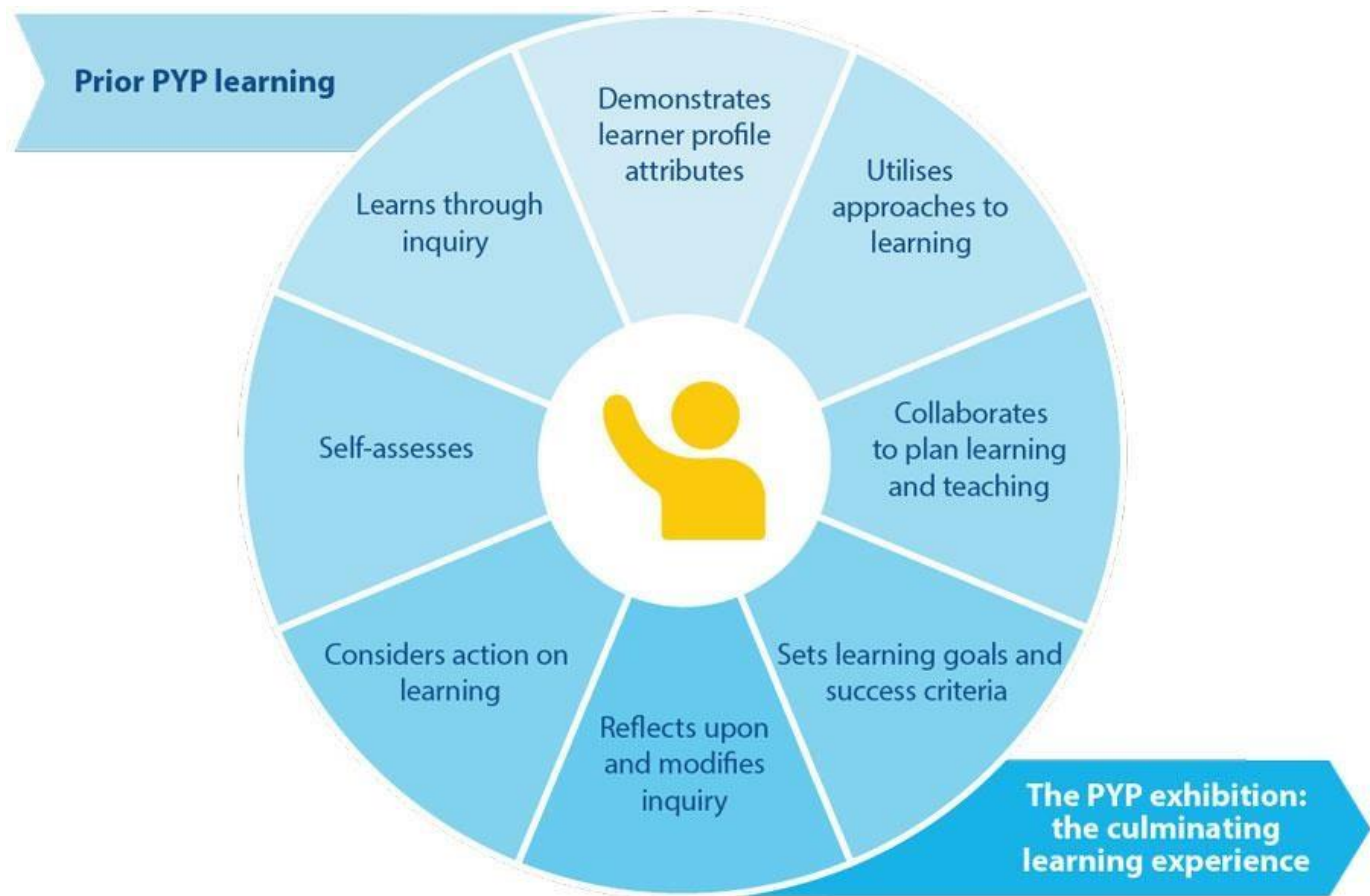 Prior PYP learning
Demonstrates
learner profile
attributes
Utilises
approaches to
learning
Collaborates
to plan learning
and teaching
Sets learning goals and
success criteria
Reflects upon
and modifies
inquiry
Considers action on
learning
Self-assesses
Learns through
inquiry
The PYP exhibition:
the culminating
learning experience